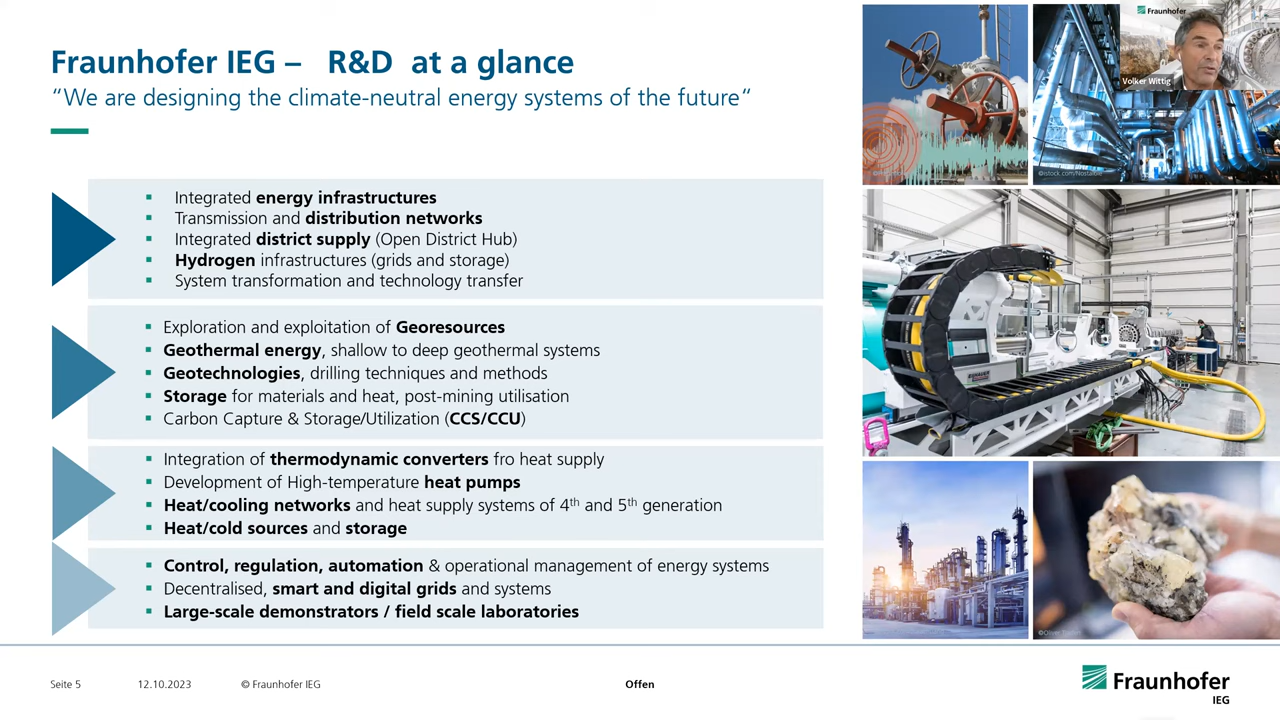 Fraunhofer IEG – R&D at a glance
“We are designing the climate-neutral energy systems of the future“
Integrated energy infrastructures
Transmission and distribution networks
Integrated district supply (Open District Hub)
Hydrogen infrastructures (grids and storage)
System transformation and technology transfer
Exploration and exploitation of Georesources
Geothermal energy, shallow to deep geothermal systems
Geotechnologies, drilling techniques and methods
Storage for materials and heat, post-mining utilisation
Carbon Capture & Storage/Utilization (CCS/CCU)
Integration of thermodynamic converters fro heat supply
Development of High-temperature heat pumps
Heat/cooling networks and heat supply systems of 4th and 5th generation
Heat/cold sources and storage
Control, regulation, automation & operational management of energy systems
Decentralised, smart and digital grids and systems
Large-scale demonstrators / field scale laboratories
Fraunhofer
Volker Wittig
©istock.com/
Seite 5 12.10.2023 © Fraunhofer IEG Offen
Fraunhofer
IEG